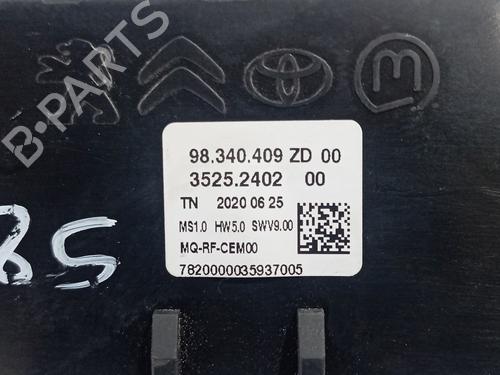 B-PARTS
98.340.409 ZD 00
3525.2402 00
TN 2020 06 25
MS1.0 HW5.0 SWV9.00
MQ-RF-CEM00
7820000035937005